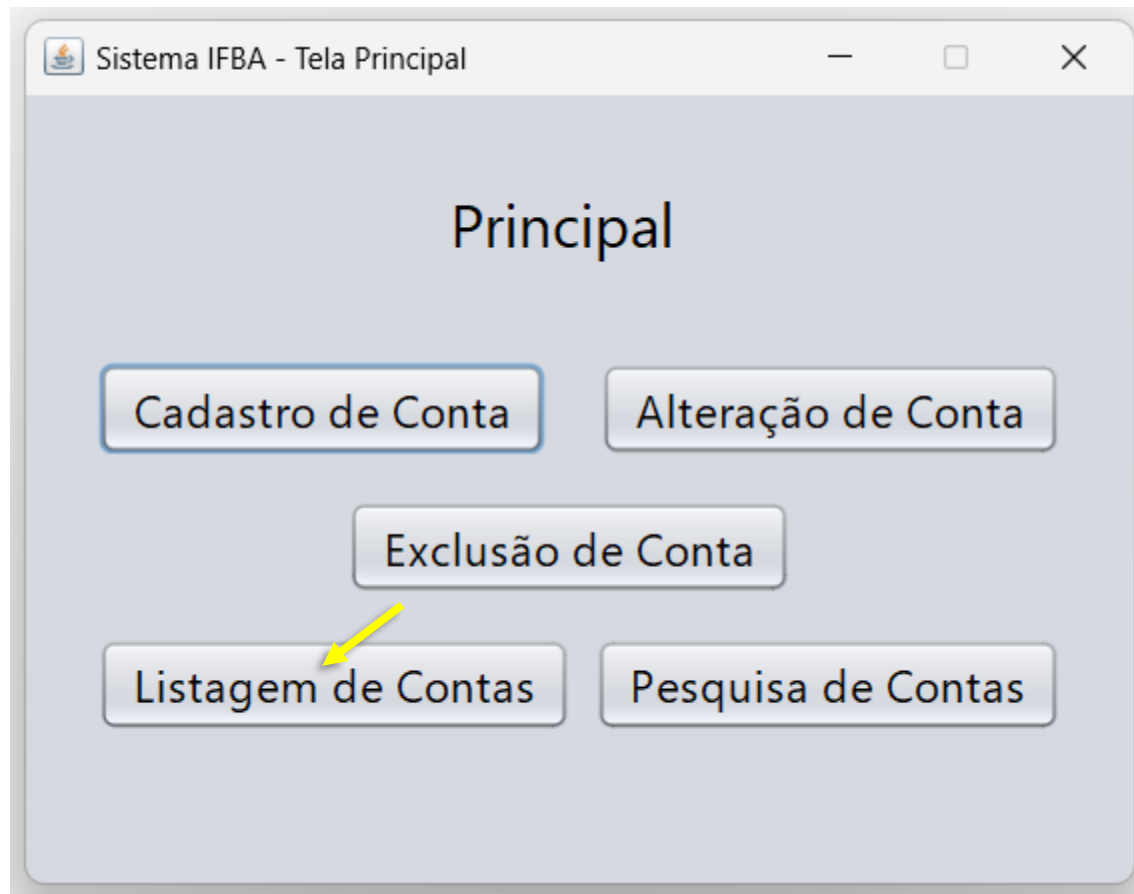 Sistema IFBA - Tela Principal
Principal
Cadastro de Conta
Alteração de Conta
Exclusão de Conta
Listagem de Contas
Pesquisa de Contas